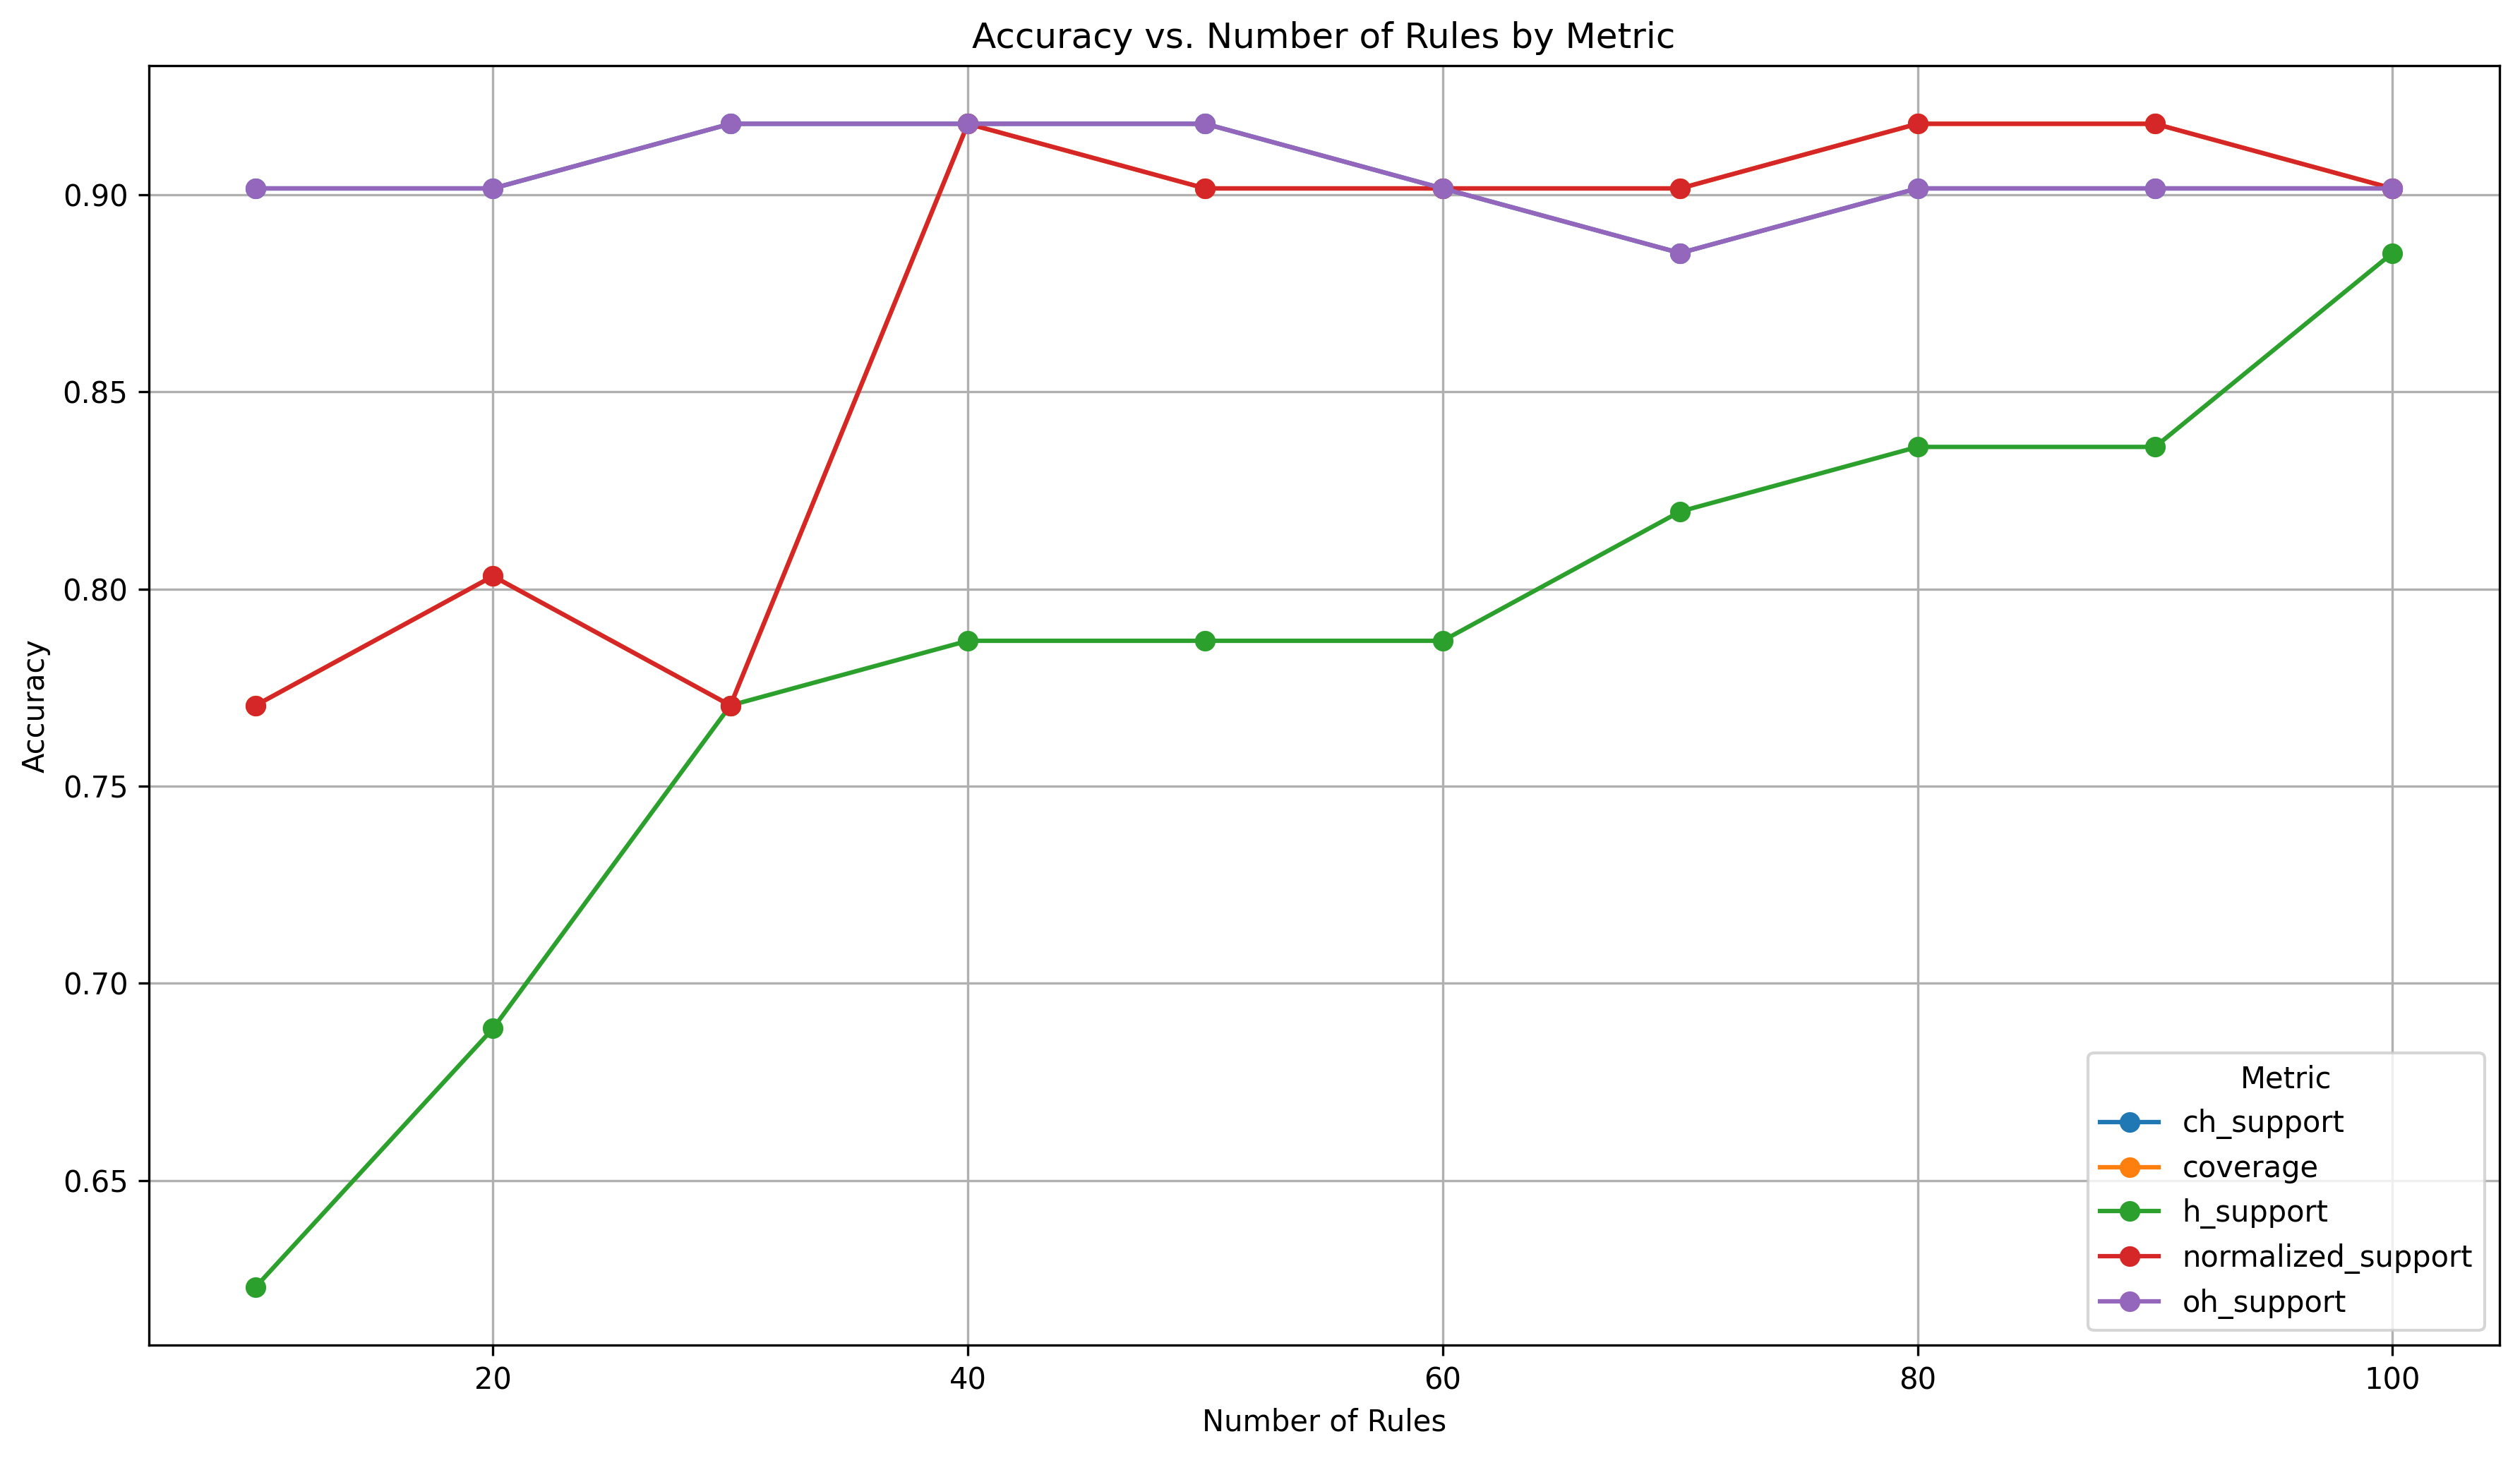 Accuracy vs. Number of Rules by Metric
Accuracy
0.90
0.85
0.80
0.75
0.70
0.65
20 40 60 80 100
Number of Rules
Metric
ch_support
coverage
h_support
normalized_support
oh_support